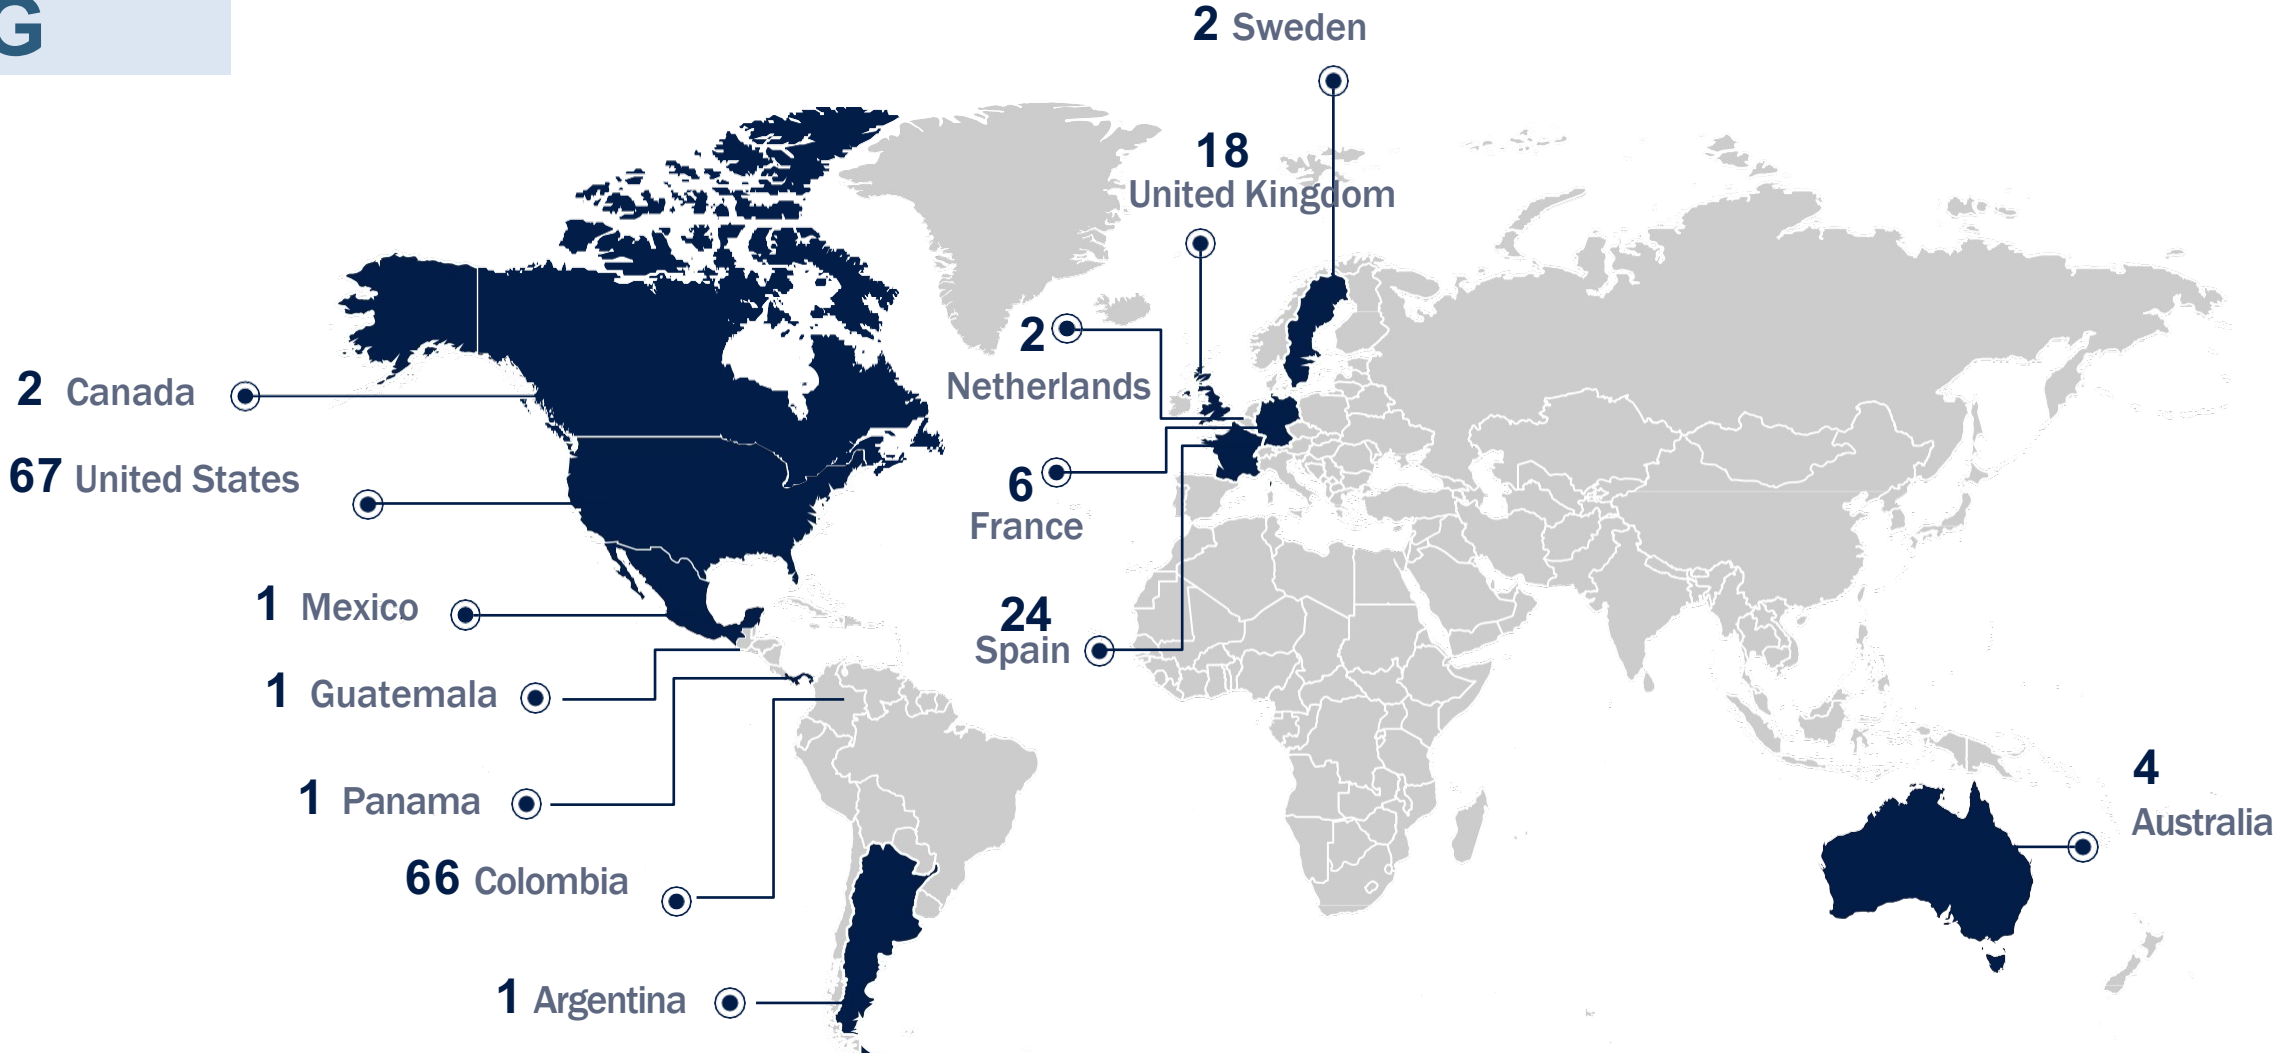 G
2 Sweden
18
United Kingdom
2
Netherlands
2 Canada
67 United States
6
France
1 Mexico
24
Spain
1 Guatemala
1 Panama
4
Australia
66 Colombia
1 Argentina